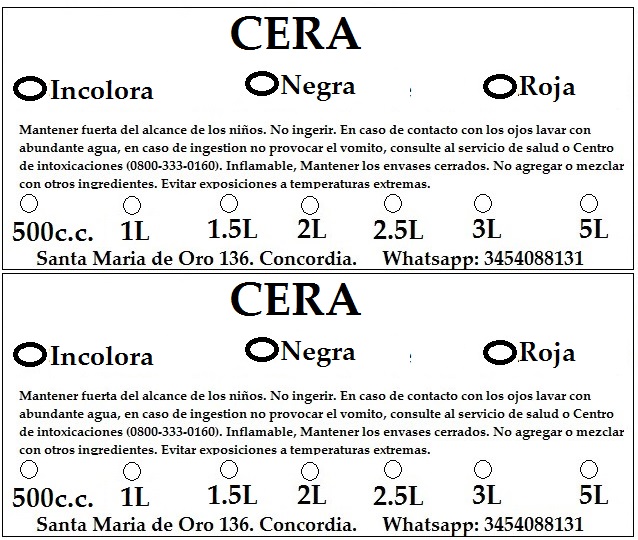 CERA
Incolora Negra Roja
Mantener fuerta del alcance de los niños. No ingerir. En caso de contacto con los ojos lavar con
abundante agua, en caso de ingestion no provocar el vomito, consulte al servicio de salud o Centro
de intoxicaciones (0800-333-0160). Inflamable, Mantener los envases cerrados. No agregar o mezclar
con otros ingredientes. Evitar exposiciones a temperaturas extremas.
500c.c. 1L 1.5L 2L 2.5L 3L 5L
Santa Maria de Oro 136. Concordia. Whatsapp: 3454088131
CERA
Incolora Negra Roja
Mantener fuerta del alcance de los niños. No ingerir. En caso de contacto con los ojos lavar con
abundante agua, en caso de ingestion no provocar el vomito, consulte al servicio de salud o Centro
de intoxicaciones (0800-333-0160). Inflamable, Mantener los envases cerrados. No agregar o mezclar
con otros ingredientes. Evitar exposiciones a temperaturas extremas.
500c.c. 1L 1.5L 2L 2.5L 3L 5L
Santa Maria de Oro 136. Concordia. Whatsapp: 3454088131